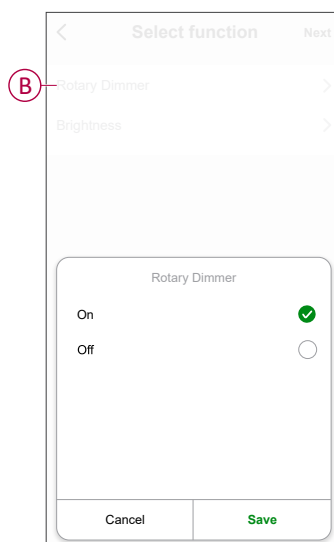 Select function Next
B
Rotary Dimmer
Brightness
Rotary Dimmer
On
Off
Cancel Save